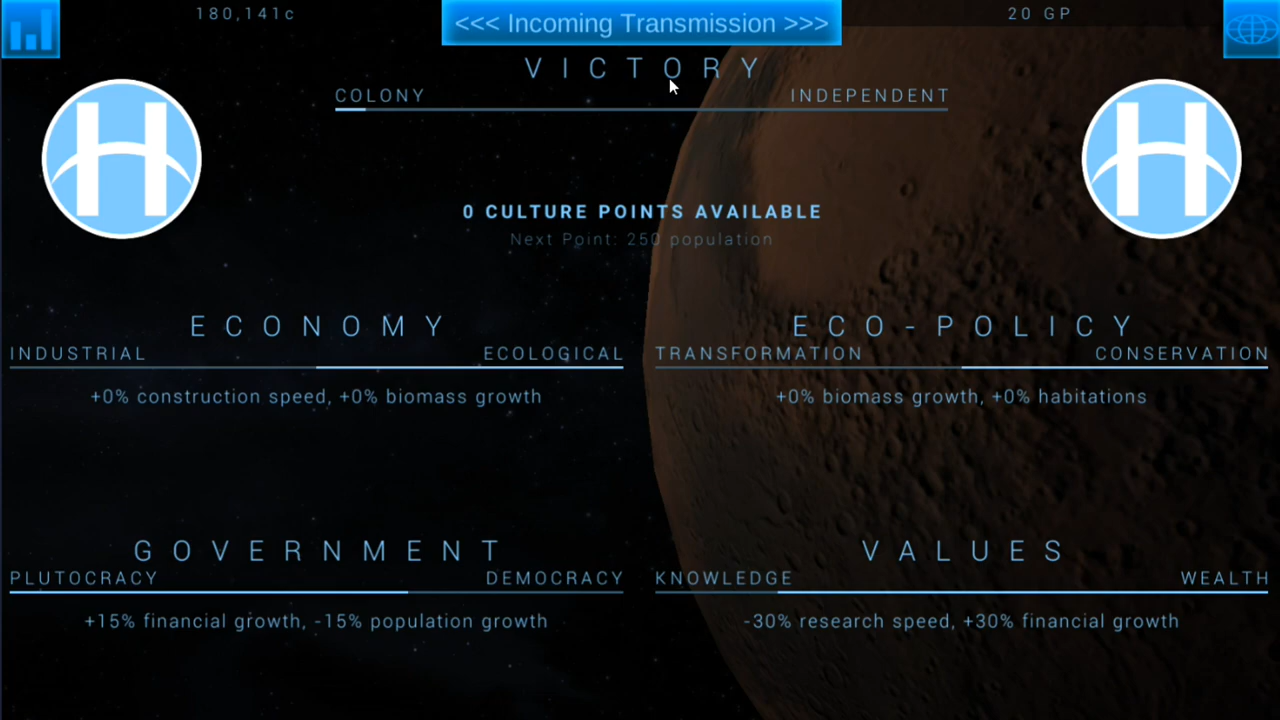 180,141c
<<< Incoming Transmission >>>
20 GP
VICTORY
COLONY
INDEPENDENT
0 CULTURE POINTS AVAILABLE
Next Point: 250 population
ECONOMY
INDUSTRIAL
ECOLOGICAL
+0% construction speed, +0% biomass growth
ECO-POLICY
TRANSFORMATION
CONSERVATION
+0% biomass growth, +0% habitations
GOVERNMENT
PLUTOCRACY
DEMOCRACY
+15% financial growth, -15% population growth
VALUES
KNOWLEDGE
WEALTH
-30% research speed, +30% financial growth